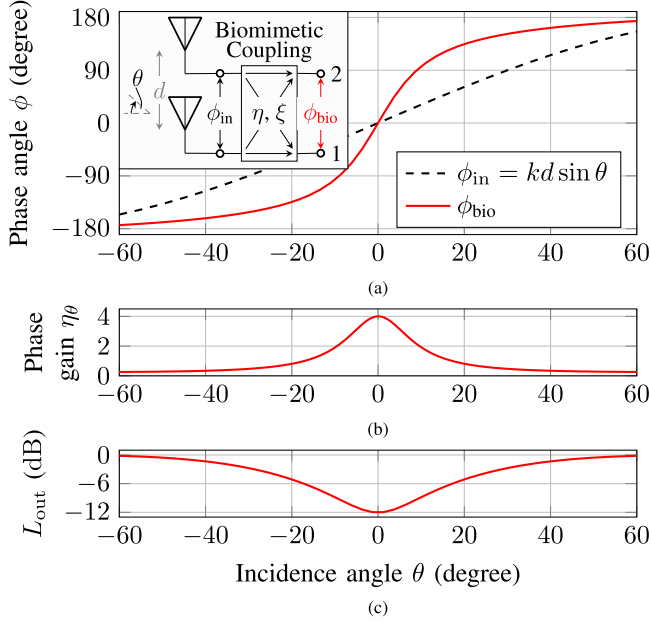 180
90
0
−90
−180
Phase angle ϕ (degree)
Biomimetic
Coupling
θ
d
ϕin
η, ξ
ϕbio
2
1
ϕin = kd sin θ
ϕbio
−60 −40 −20 0 20 40 60
(a)
4
2
0
Phase
gain ηθ
−60 −40 −20 0 20 40 60
(b)
0
−6
−12
Lout (dB)
−60 −40 −20 0 20 40 60
Incidence angle θ (degree)
(c)